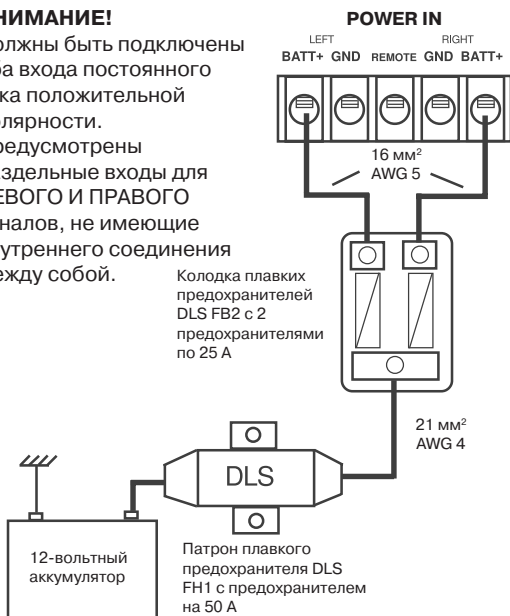 НИМАНИЕ!
олжны быть подключены
ба входа постоянного
ка положительной
лярности.
редусмотрены
здельные входы для
ЕВОГО И ПРАВОГО
налов, не имеющие
утреннего соединения
ежду собой.
POWER IN
LEFT RIGHT
BATT+ GND REMOTE GND BATT+
16 мм²
AWG 5
Колодка плавких
предохранителей
DLS FB2 с 2
предохранителями
по 25 А
21 мм²
AWG 4
DLS
12-вольтный
аккумулятор
Патрон плавкого
предохранителя DLS
FH1 с предохранителем
на 50 А